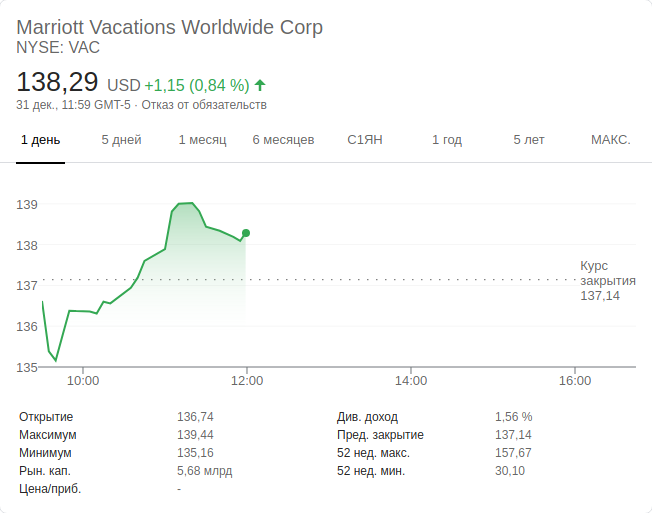 Marriott Vacations Worldwide Corp
NYSE: VAC
138,29 USD +1,15 (0,84 %)
31 дек., 11:59 GMT-5 · Отказ от обязательств
1 день 5 дней 1 месяц 6 месяцев С1ЯН 1 год 5 лет МАКС.
139
138
137
136
135
Курс
закрытия
137,14
10:00 12:00 14:00 16:00
Открытие 136,74 Див. доход 1,56 %
Максимум 139,44 Пред. закрытие 137,14
Минимум 135,16 52 нед. макс. 157,67
Рын. кап. 5,68 млрд 52 нед. мин. 30,10
Цена/приб. -